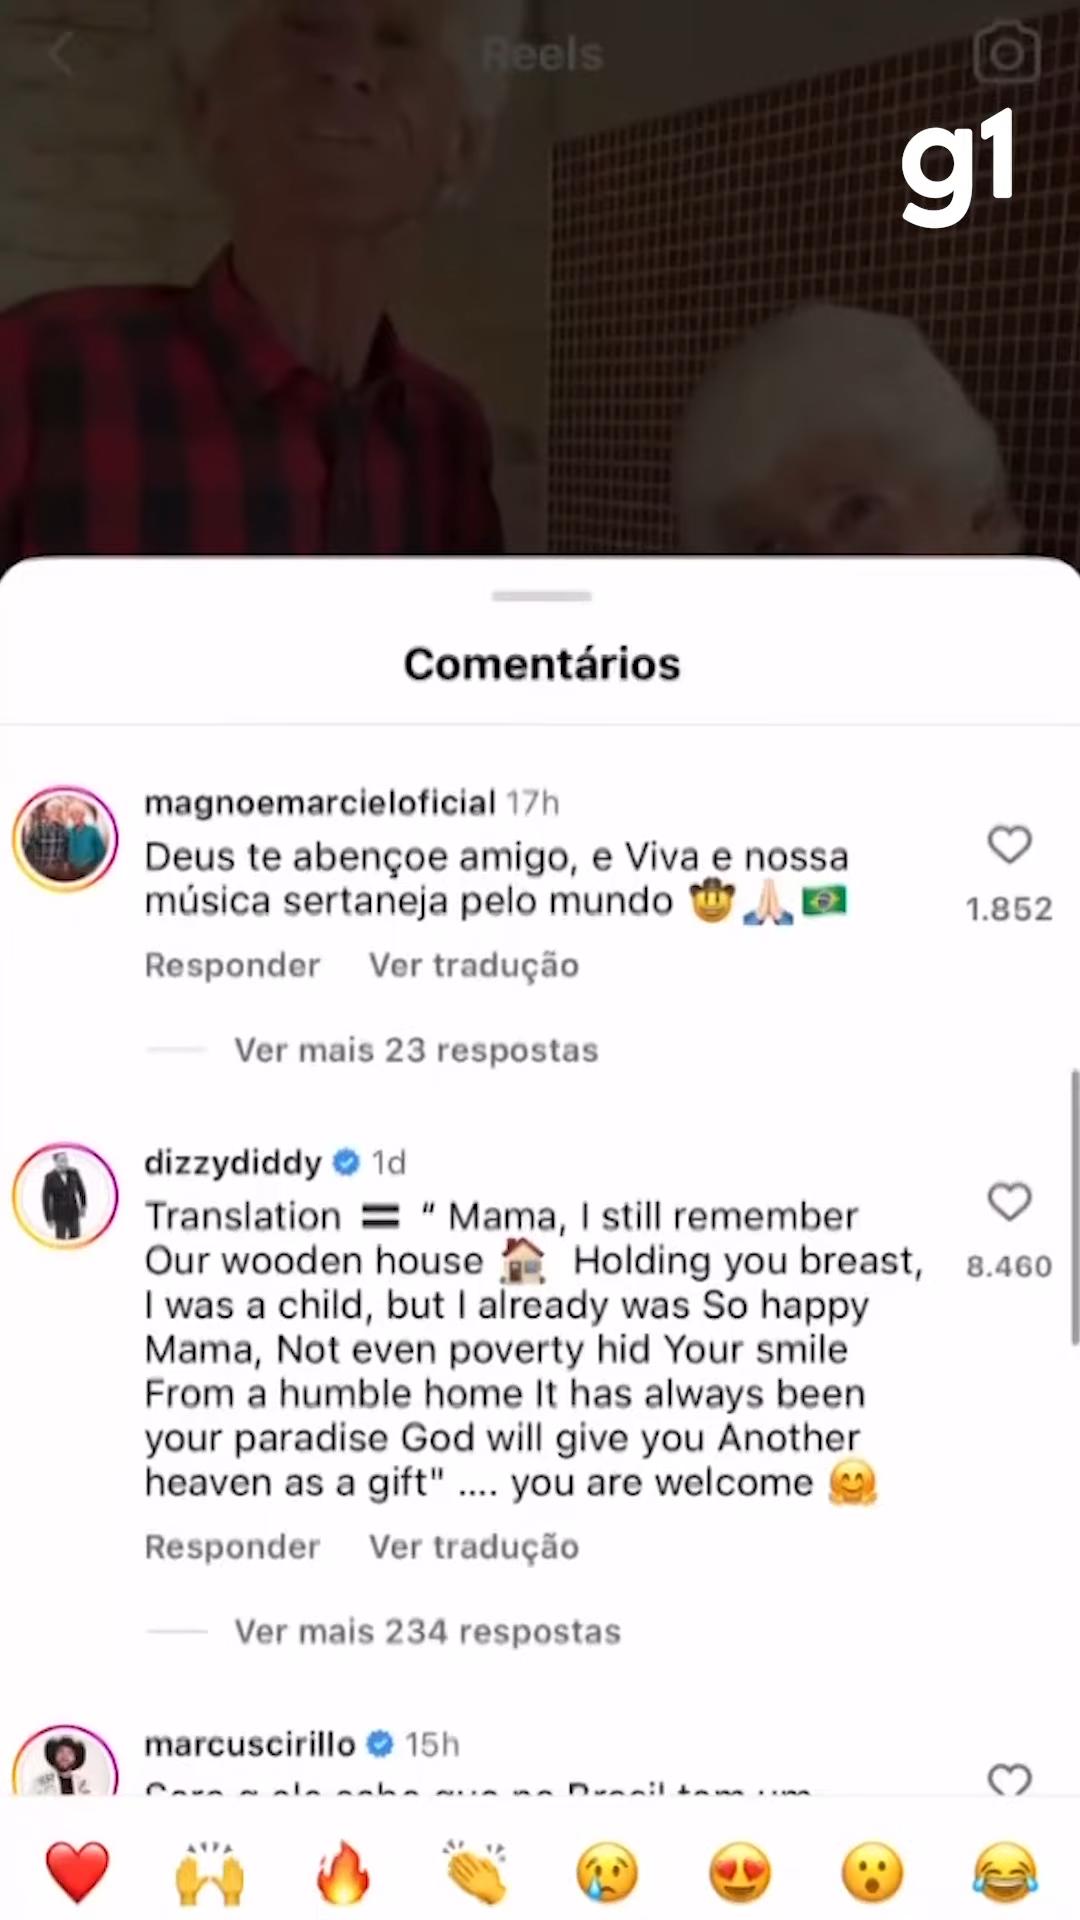 Reels
g1
Comentários
magnoemarcieloficial 17h
Deus te abençoe amigo, e Viva e nossa
música sertaneja pelo mundo 🤠🙏🏻🇧🇷
1.852
Responder Ver tradução
Ver mais 23 respostas
dizzydiddy 1d
Translation 🟰 “ Mama, I still remember
Our wooden house 🏠 Holding you breast,
8.460
I was a child, but I already was So happy
Mama, Not even poverty hid Your smile
From a humble home It has always been
your paradise God will give you Another
heaven as a gift" .... you are welcome 🤗
Responder Ver tradução
Ver mais 234 respostas
marcuscirillo 15h